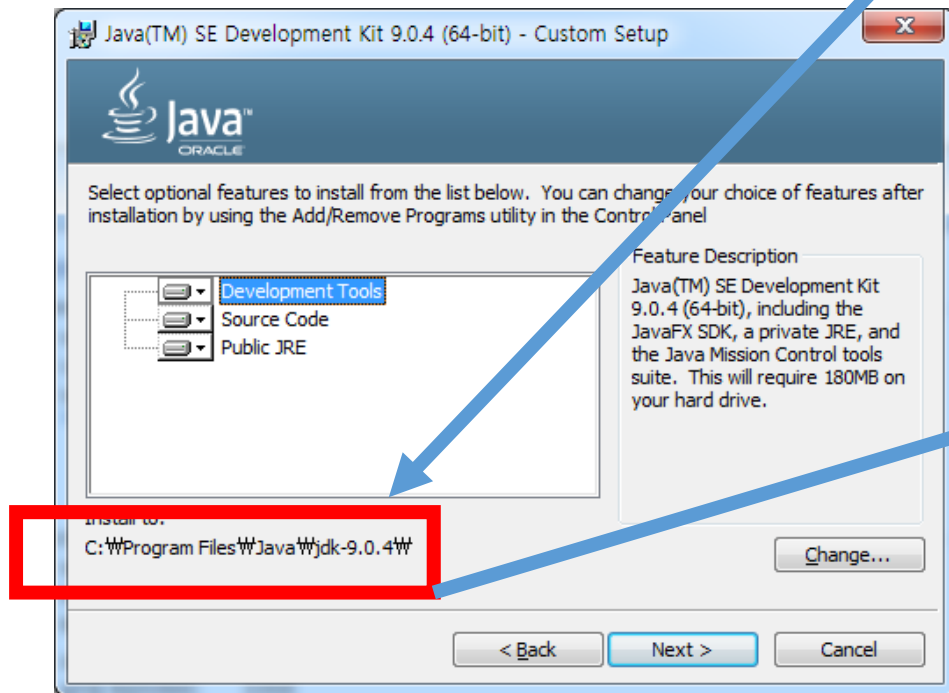 Java(TM) SE Development Kit 9.0.4 (64-bit) - Custom Setup
Java™
ORACLE
Select optional features to install from the list below. You can change your choice of features after
installation by using the Add/Remove Programs utility in the Control Panel
Development Tools
Source Code
Public JRE
Feature Description
Java(TM) SE Development Kit
9.0.4 (64-bit), including the
JavaFX SDK, a private JRE, and
the Java Mission Control tools
suite. This will require 180MB on
your hard drive.
Install to:
C:₩Program Files₩Java₩jdk-9.0.4₩
Change...
< Back
Next >
Cancel